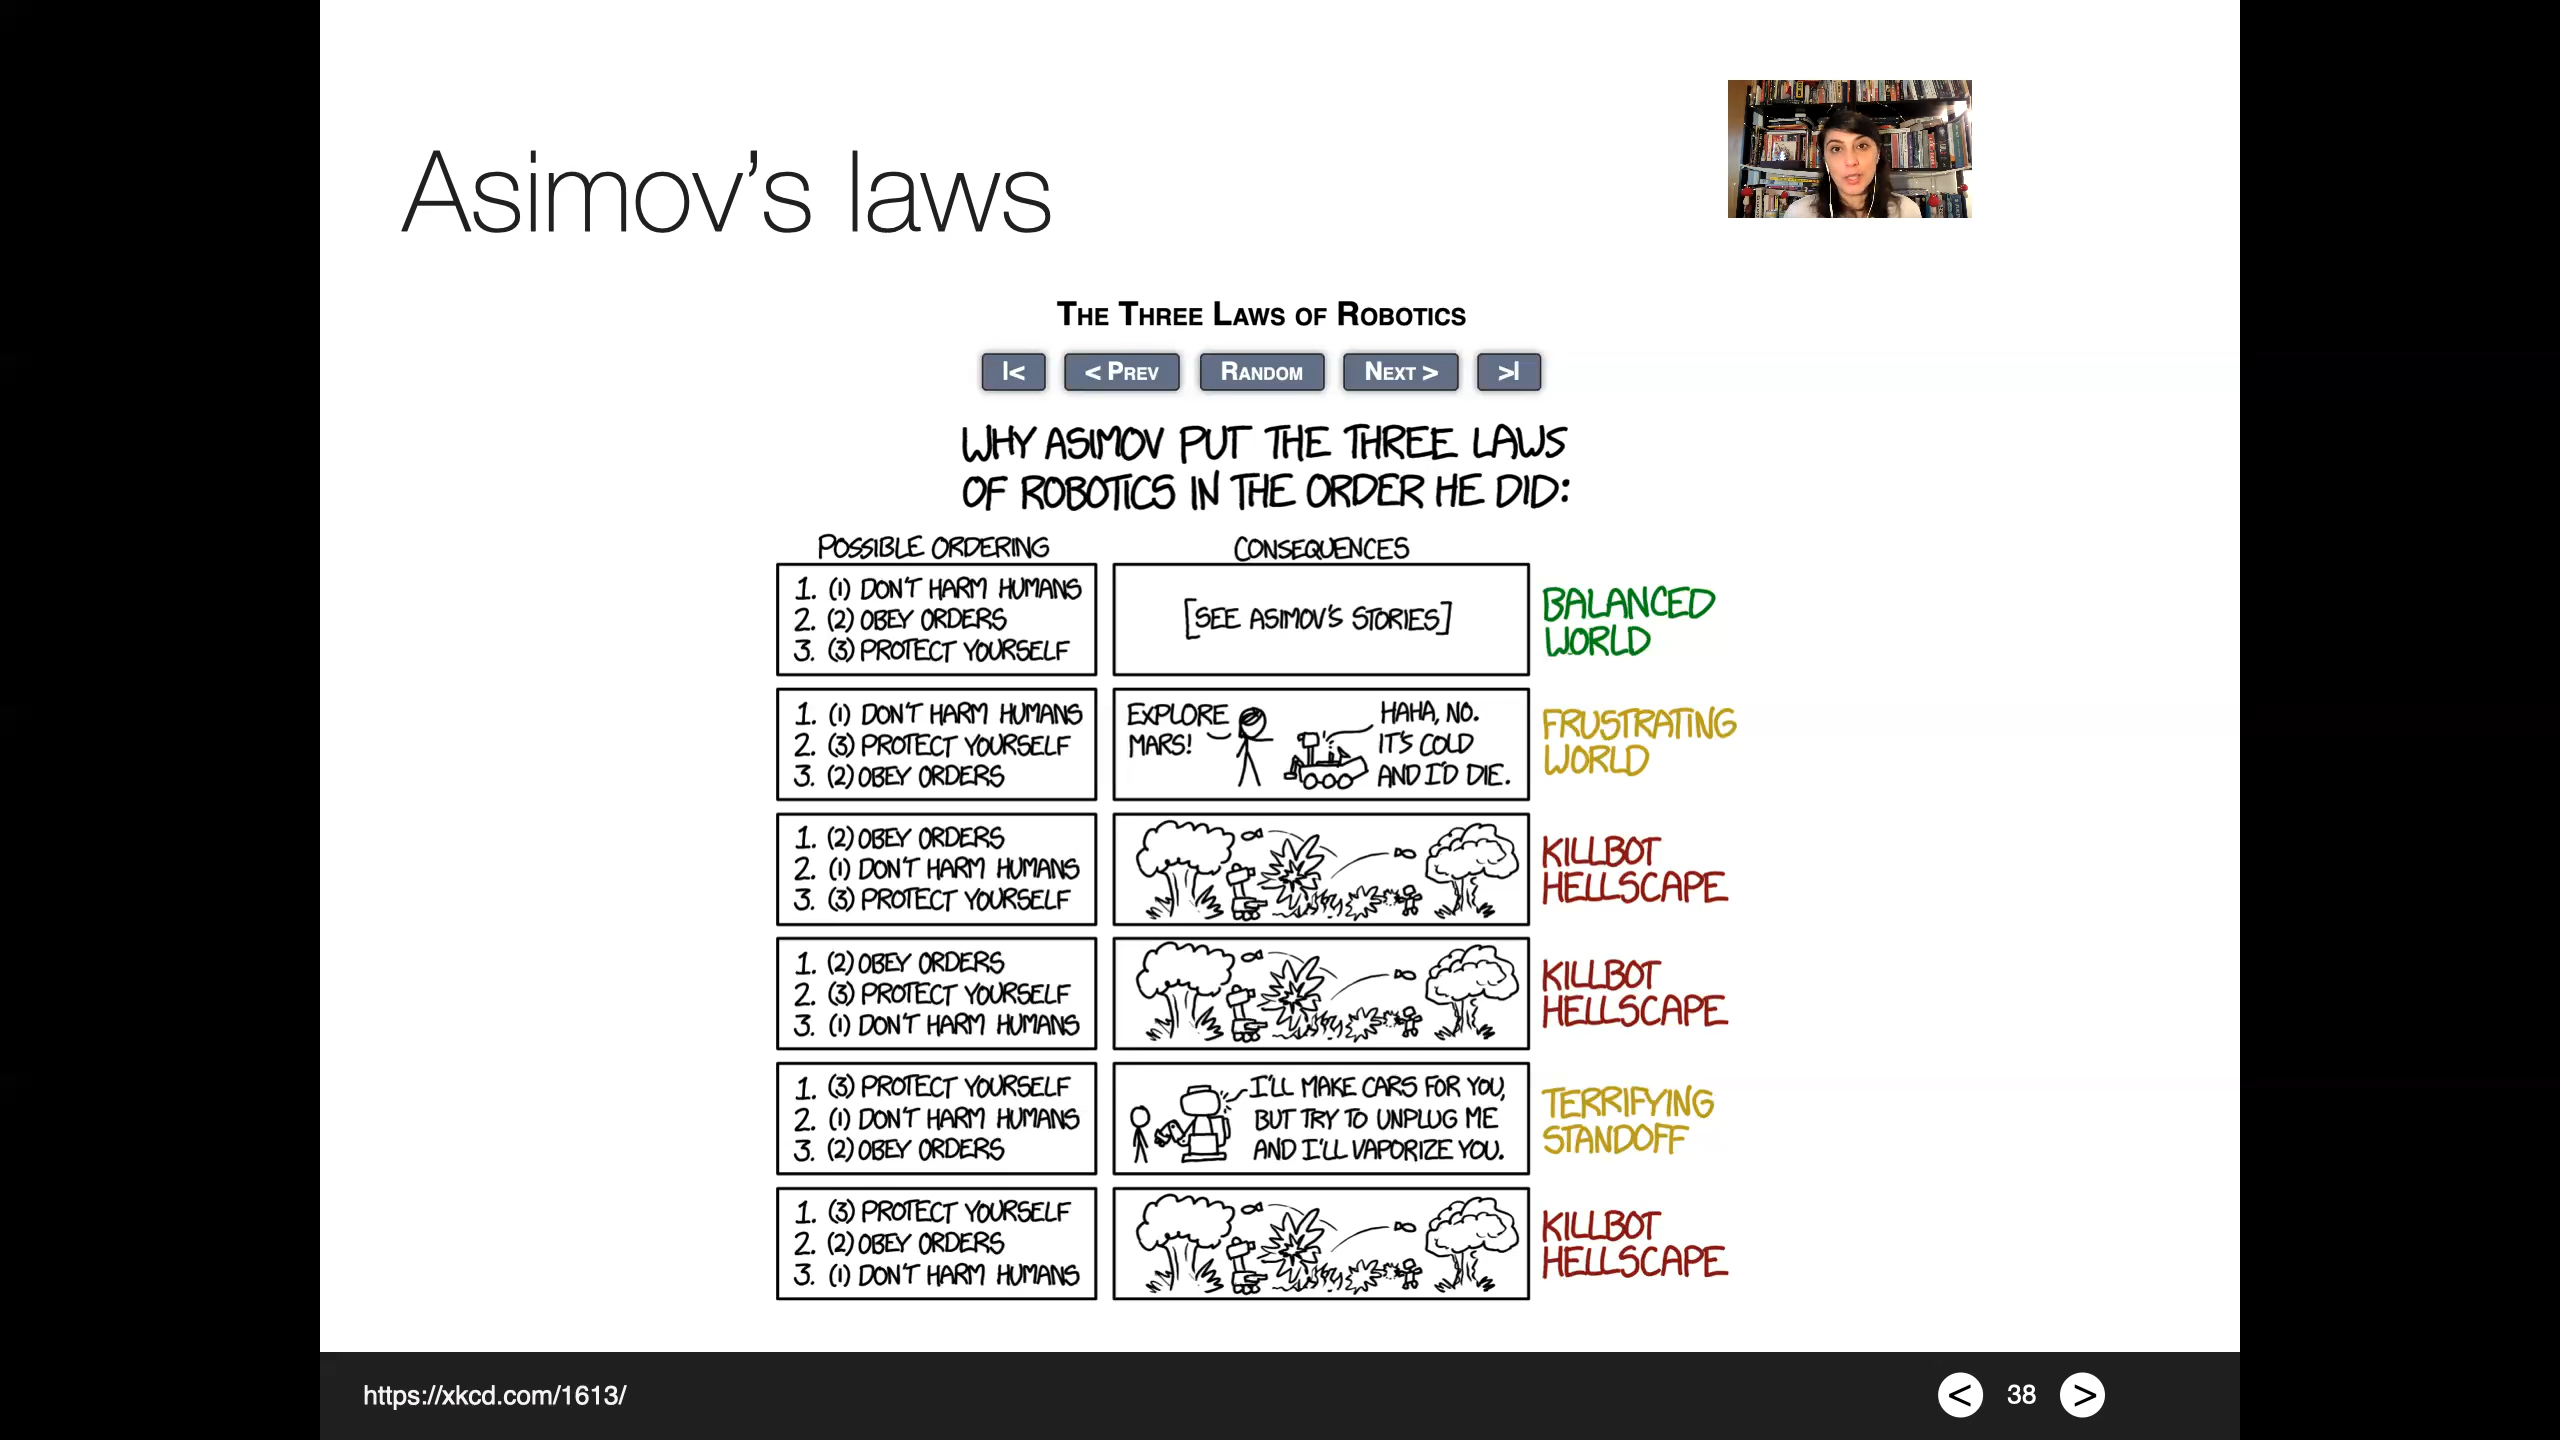 Asimov’s laws
The Three Laws of Robotics
|< < Prev Random Next > >|
WHY ASIMOV PUT THE THREE LAWS
OF ROBOTICS IN THE ORDER HE DID:
POSSIBLE ORDERING
CONSEQUENCES
1. (1) DON'T HARM HUMANS
2. (2) OBEY ORDERS
3. (3) PROTECT YOURSELF
[SEE ASIMOV'S STORIES]
BALANCED
WORLD
1. (1) DON'T HARM HUMANS
2. (3) PROTECT YOURSELF
3. (2) OBEY ORDERS
EXPLORE
MARS!
HAHA, NO.
IT'S COLD
AND I'D DIE.
FRUSTRATING
WORLD
1. (2) OBEY ORDERS
2. (1) DON'T HARM HUMANS
3. (3) PROTECT YOURSELF
KILLBOT
HELLSCAPE
1. (2) OBEY ORDERS
2. (3) PROTECT YOURSELF
3. (1) DON'T HARM HUMANS
KILLBOT
HELLSCAPE
1. (3) PROTECT YOURSELF
2. (1) DON'T HARM HUMANS
3. (2) OBEY ORDERS
I'LL MAKE CARS FOR YOU,
BUT TRY TO UNPLUG ME
AND I'LL VAPORIZE YOU.
TERRIFYING
STANDOFF
1. (3) PROTECT YOURSELF
2. (2) OBEY ORDERS
3. (1) DON'T HARM HUMANS
KILLBOT
HELLSCAPE
https://xkcd.com/1613/
< 38 >